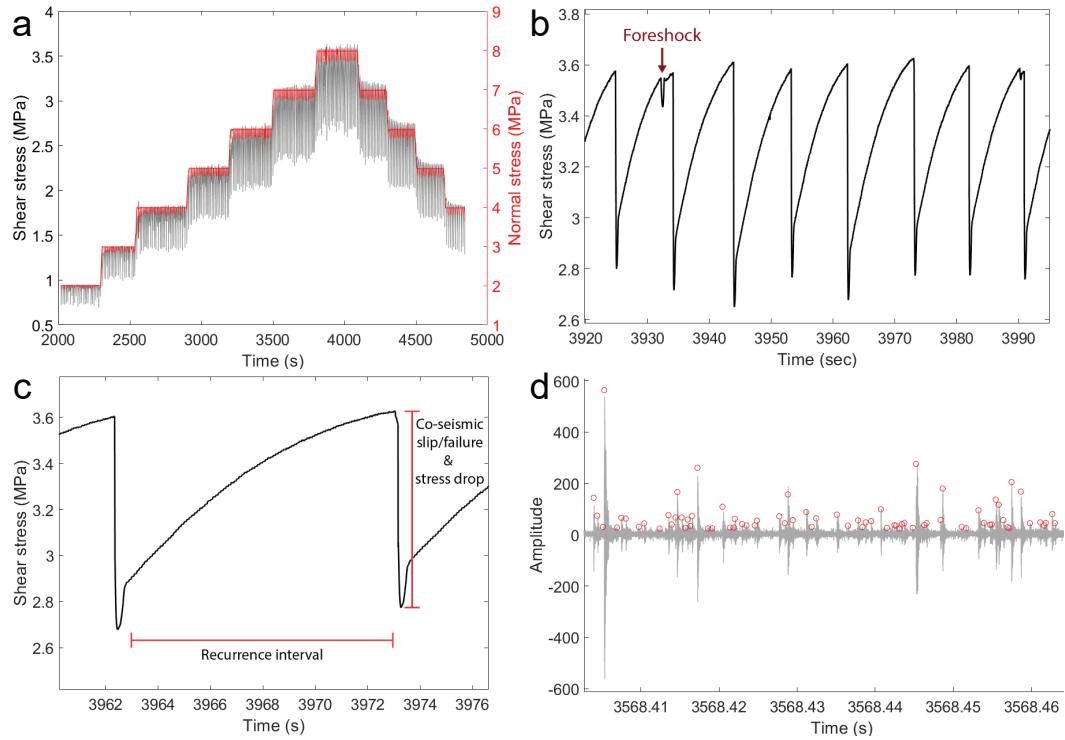 a
4
3.5
3
2.5
2
1.5
1
0.5
Shear stress (MPa)
9
8
7
6
5
4
3
2
1
Normal stress (MPa)
2000 2500 3000 3500 4000 4500 5000
Time (s)
b
Foreshock
3.8
3.6
3.4
3.2
3
2.8
2.6
Shear stress (MPa)
3920 3930 3940 3950 3960 3970 3980 3990
Time (sec)
c
3.6
3.4
3.2
3
2.8
2.6
Shear stress (MPa)
Co-seismic
slip/failure
&
stress drop
Recurrence interval
3962 3964 3966 3968 3970 3972 3974 3976
Time (s)
d
600
400
200
0
-200
-400
-600
Amplitude
3568.41 3568.42 3568.43 3568.44 3568.45 3568.46
Time (s)